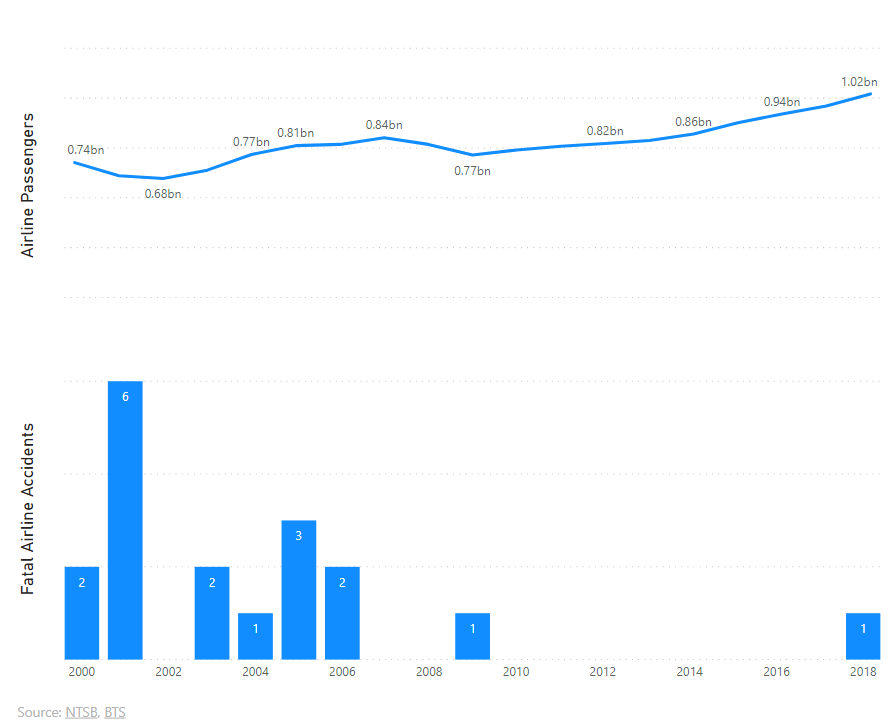 Airline Passengers
0.74bn
0.68bn
0.77bn
0.81bn
0.84bn
0.77bn
0.82bn
0.86bn
0.94bn
1.02bn
Fatal Airline Accidents
2
6
2
1
3
2
1
1
2000 2002 2004 2006 2008 2010 2012 2014 2016 2018
Source: NTSB, BTS